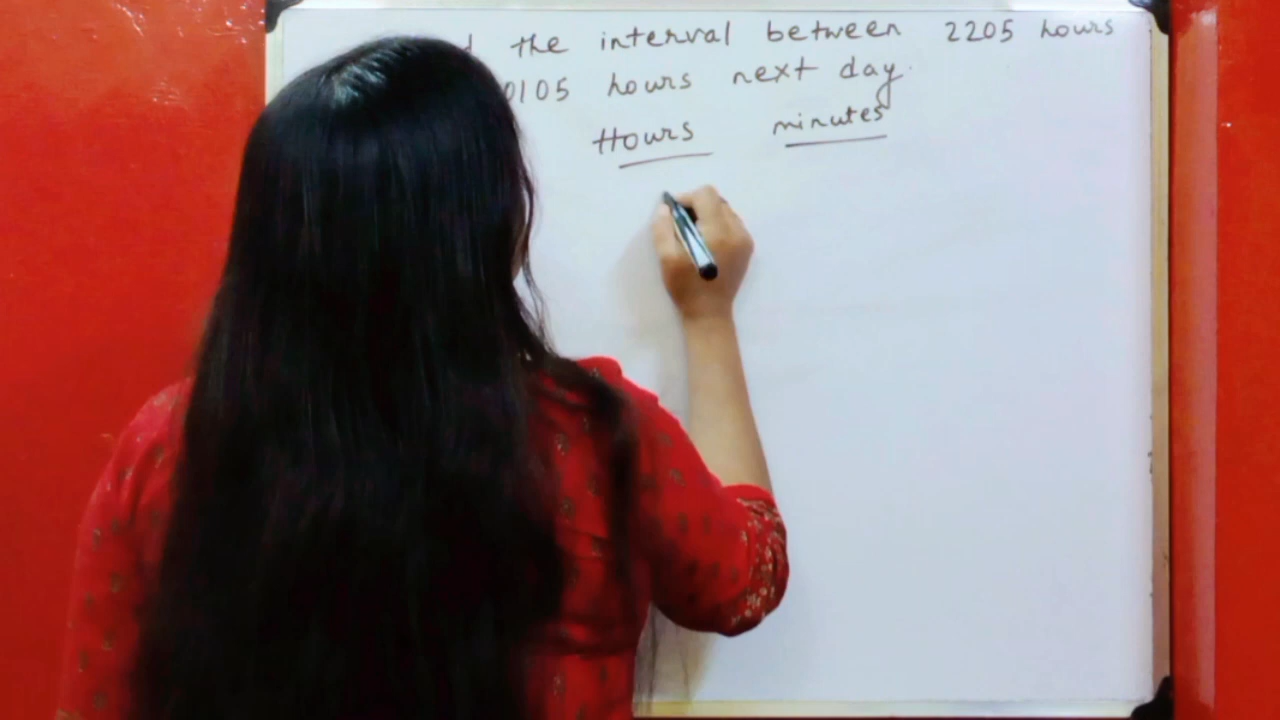 the interval between 2205 hours
0105 hours next day.
Hours minutes